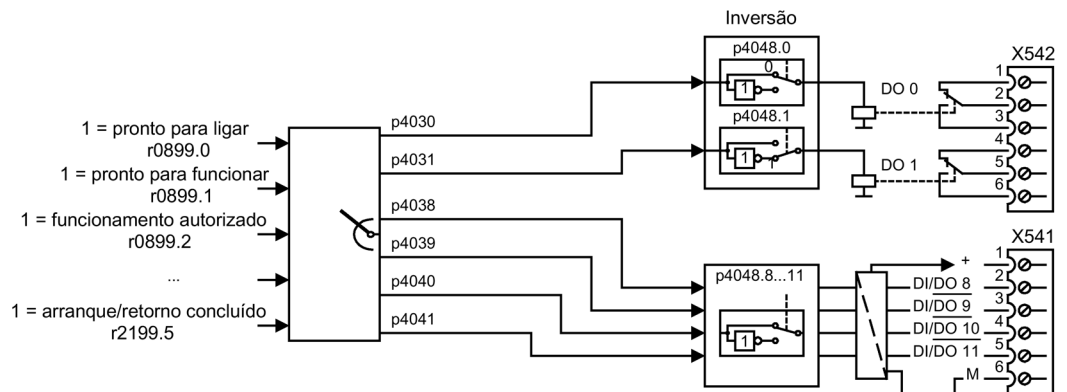 Inversão
p4048.0
0
1
p4048.1
1
1
DO 0
DO 1
X542
1
2
3
4
5
6
1 = pronto para ligar
r0899.0
1 = pronto para funcionar
r0899.1
1 = funcionamento autorizado
r0899.2
...
1 = arranque/retorno concluído
r2199.5
p4030
p4031
p4038
p4039
p4040
p4041
p4048.8...11
1
X541
1
+
2
DI/DO 8
3
DI/DO 9
4
DI/DO 10
5
DI/DO 11
6
M